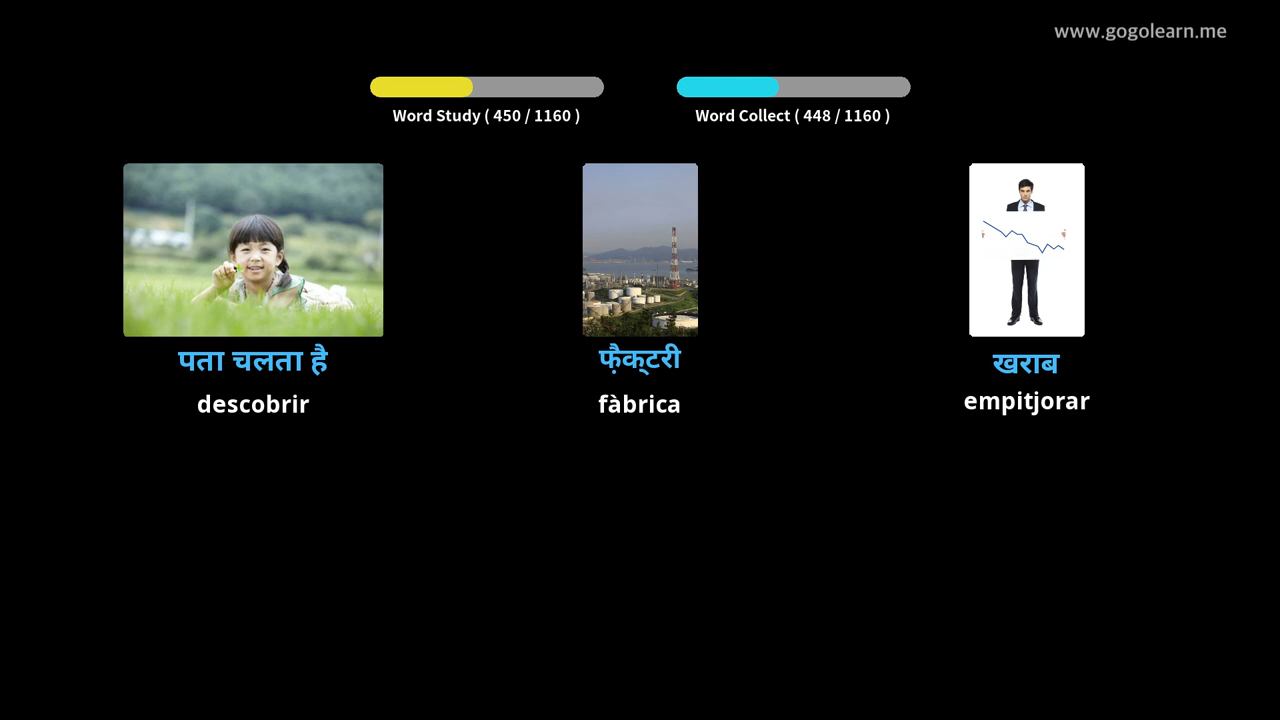 www.gogolearn.me
Word Study ( 450 / 1160 )
Word Collect ( 448 / 1160 )
पता चलता है
फ़ैक्टरी
खराब
descobrir
fàbrica
empitjorar